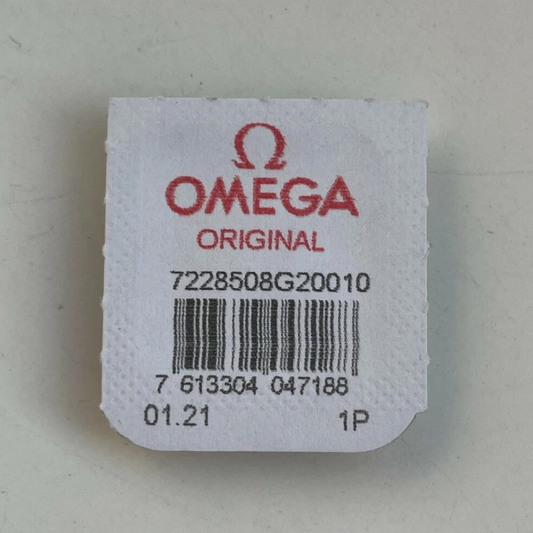 Ω
OMEGA
ORIGINAL
7228508G20010
7 613304 047188
01.21 1P